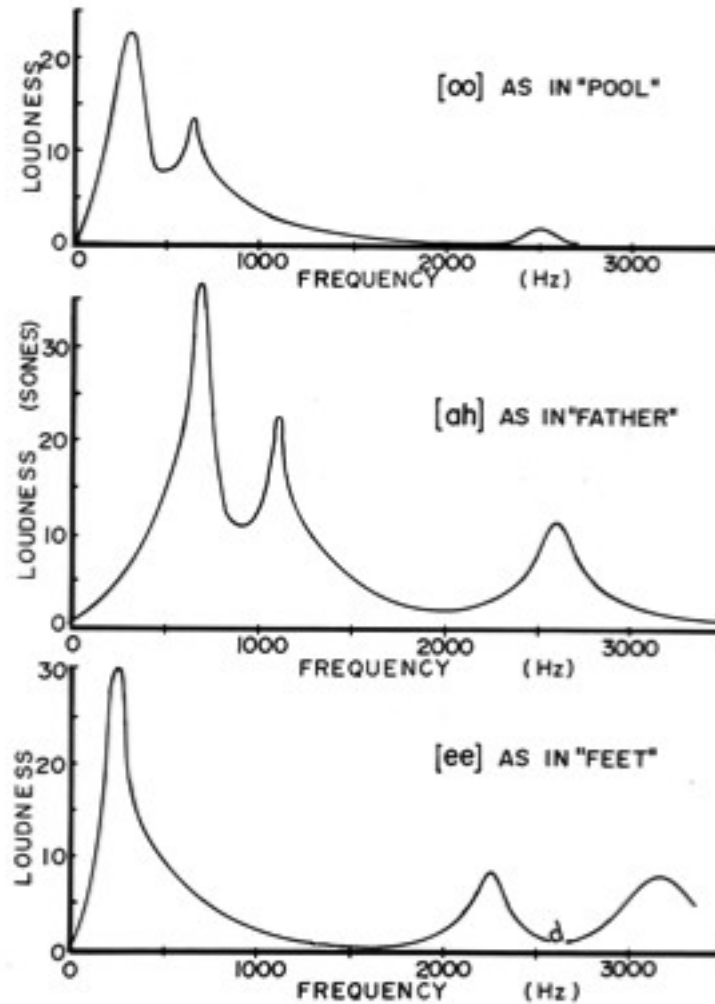 20
[oo] AS IN "POOL"
LOUDNESS
10
0
0 1000 2000 3000
FREQUENCY (Hz)
30
LOUDNESS (SONES)
[ah] AS IN "FATHER"
20
10
0
0 1000 2000 3000
FREQUENCY (Hz)
30
[ee] AS IN "FEET"
LOUDNESS
20
10
d
0
0 1000 2000 3000
FREQUENCY (Hz)